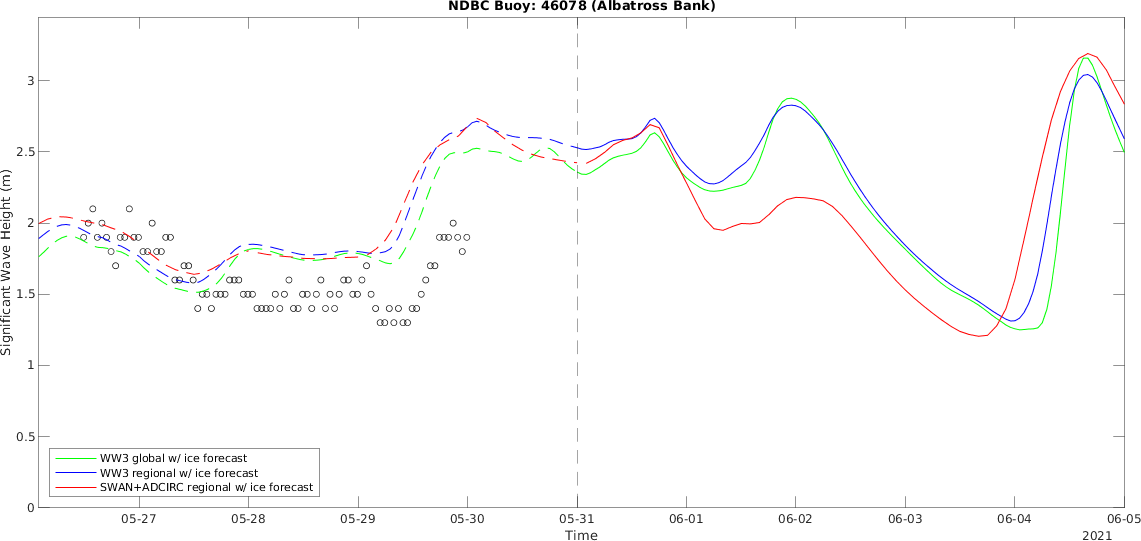 NDBC Buoy: 46078 (Albatross Bank)
3
2.5
2
1.5
1
0.5
0
Significant Wave Height (m)
WW3 global w/ ice forecast
WW3 regional w/ ice forecast
SWAN+ADCIRC regional w/ ice forecast
05-27 05-28 05-29 05-30 05-31 06-01 06-02 06-03 06-04 06-05
Time
2021